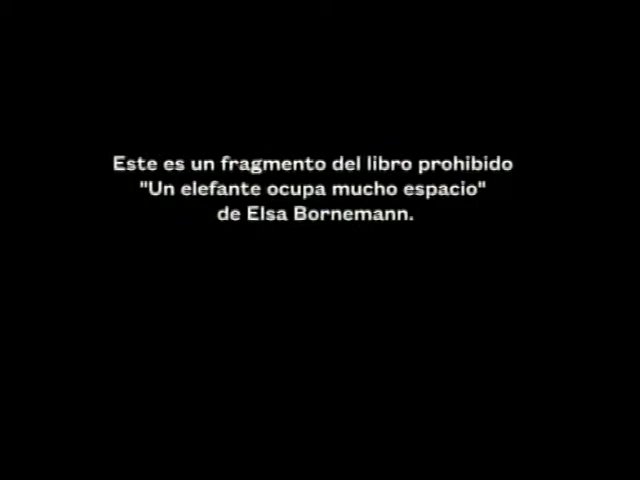 Este es un fragmento del libro prohibido
"Un elefante ocupa mucho espacio"
de Elsa Bornemann.